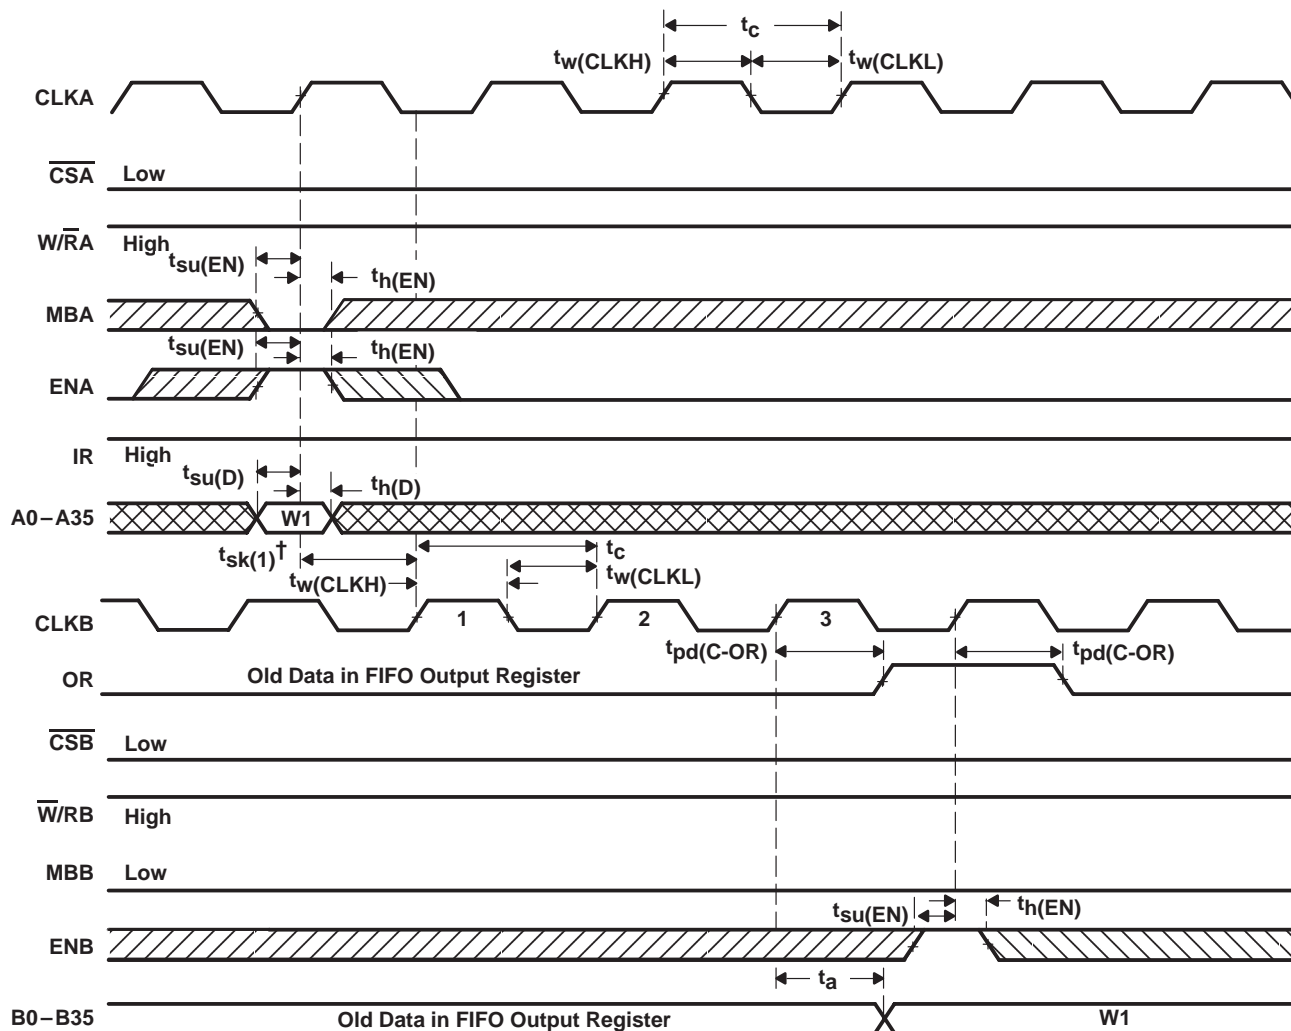 tc
tw(CLKH)
tw(CLKL)
CLKA
CSA
Low
W/RA
High
tsu(EN)
th(EN)
MBA
tsu(EN)
th(EN)
ENA
IR
High
tsu(D)
th(D)
A0–A35
W1
tsk(1)†
tc
tw(CLKH)
tw(CLKL)
CLKB
1
2
3
tpd(C-OR)
tpd(C-OR)
OR
Old Data in FIFO Output Register
CSB
Low
W/RB
High
MBB
Low
tsu(EN)
th(EN)
ENB
ta
B0–B35
Old Data in FIFO Output Register
W1